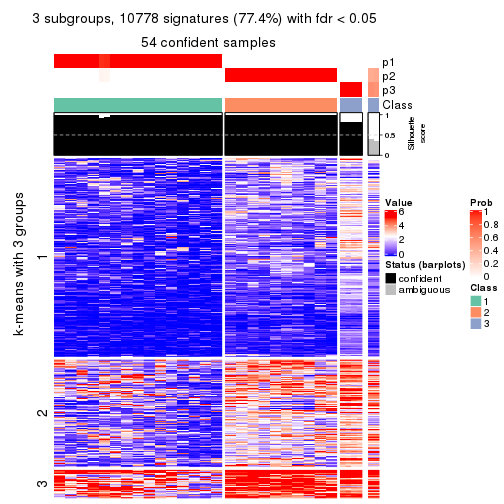 3 subgroups, 10778 signatures (77.4%) with fdr < 0.05
54 confident samples
p1
p2
p3
Class
1
0.5
0
Silhouette
score
k-means with 3 groups
1
2
3
Value
6
4
2
0
Status (barplots)
confident
ambiguous
Prob
1
0.8
0.6
0.4
0.2
0
Class
1
2
3